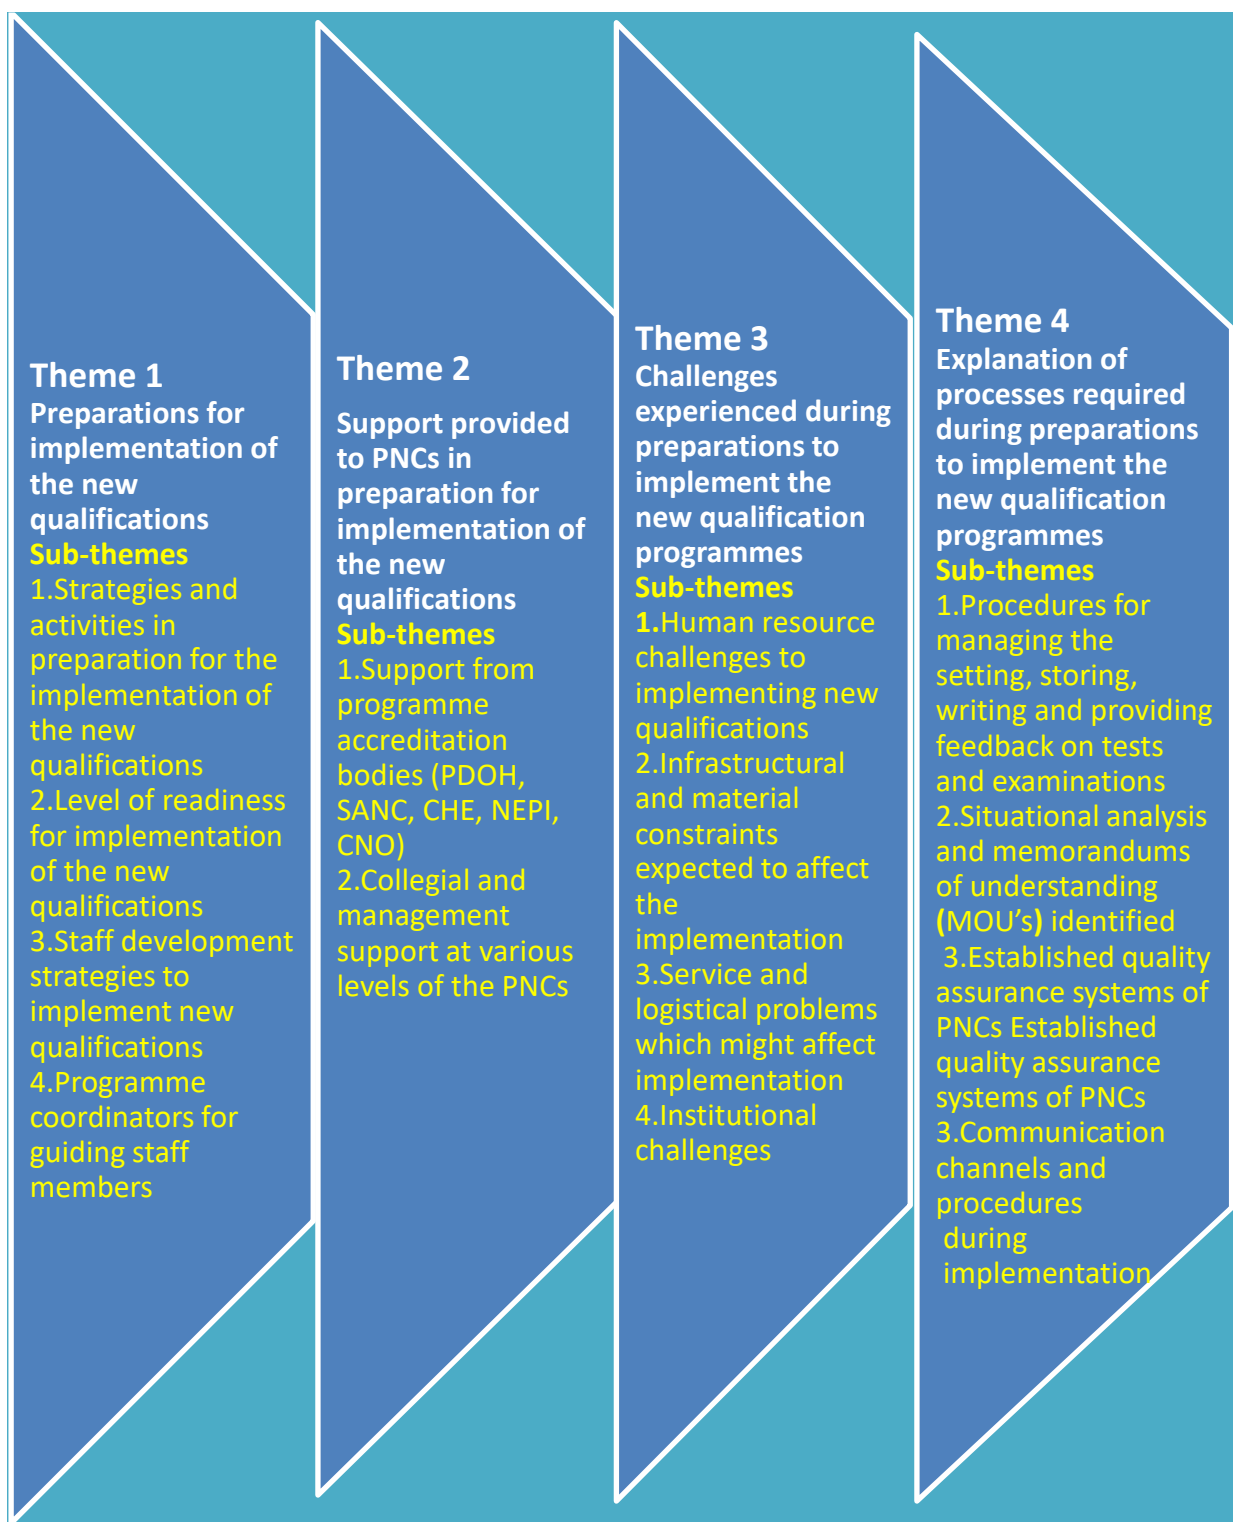 Theme 1
Preparations for
implementation of
the new
qualifications
Sub-themes
1.Strategies and
activities in
preparation for the
implementation of
the new
qualifications
2.Level of readiness
for implementation
of the new
qualifications
3.Staff development
strategies to
implement new
qualifications
4.Programme
coordinators for
guiding staff
members
Theme 2
Support provided
to PNCs in
preparation for
implementation of
the new
qualifications
Sub-themes
1.Support from
programme
accreditation
bodies (PDOH,
SANC, CHE, NEPI,
CNO)
2.Collegial and
management
support at various
levels of the PNCs
Theme 3
Challenges
experienced during
preparations to
implement the
new qualification
programmes
Sub-themes
1.Human resource
challenges to
implementing new
qualifications
2.Infrastructural
and material
constraints
expected to affect
the
implementation
3.Service and
logistical problems
which might affect
implementation
4.Institutional
challenges
Theme 4
Explanation of
processes required
during preparations
to implement the
new qualification
programmes
Sub-themes
1.Procedures for
managing the
setting, storing,
writing and providing
feedback on tests
and examinations
2.Situational analysis
and memorandums
of understanding
(MOU’s) identified
3.Established quality
assurance systems of
PNCs Established
quality assurance
systems of PNCs
3.Communication
channels and
procedures
during
implementation